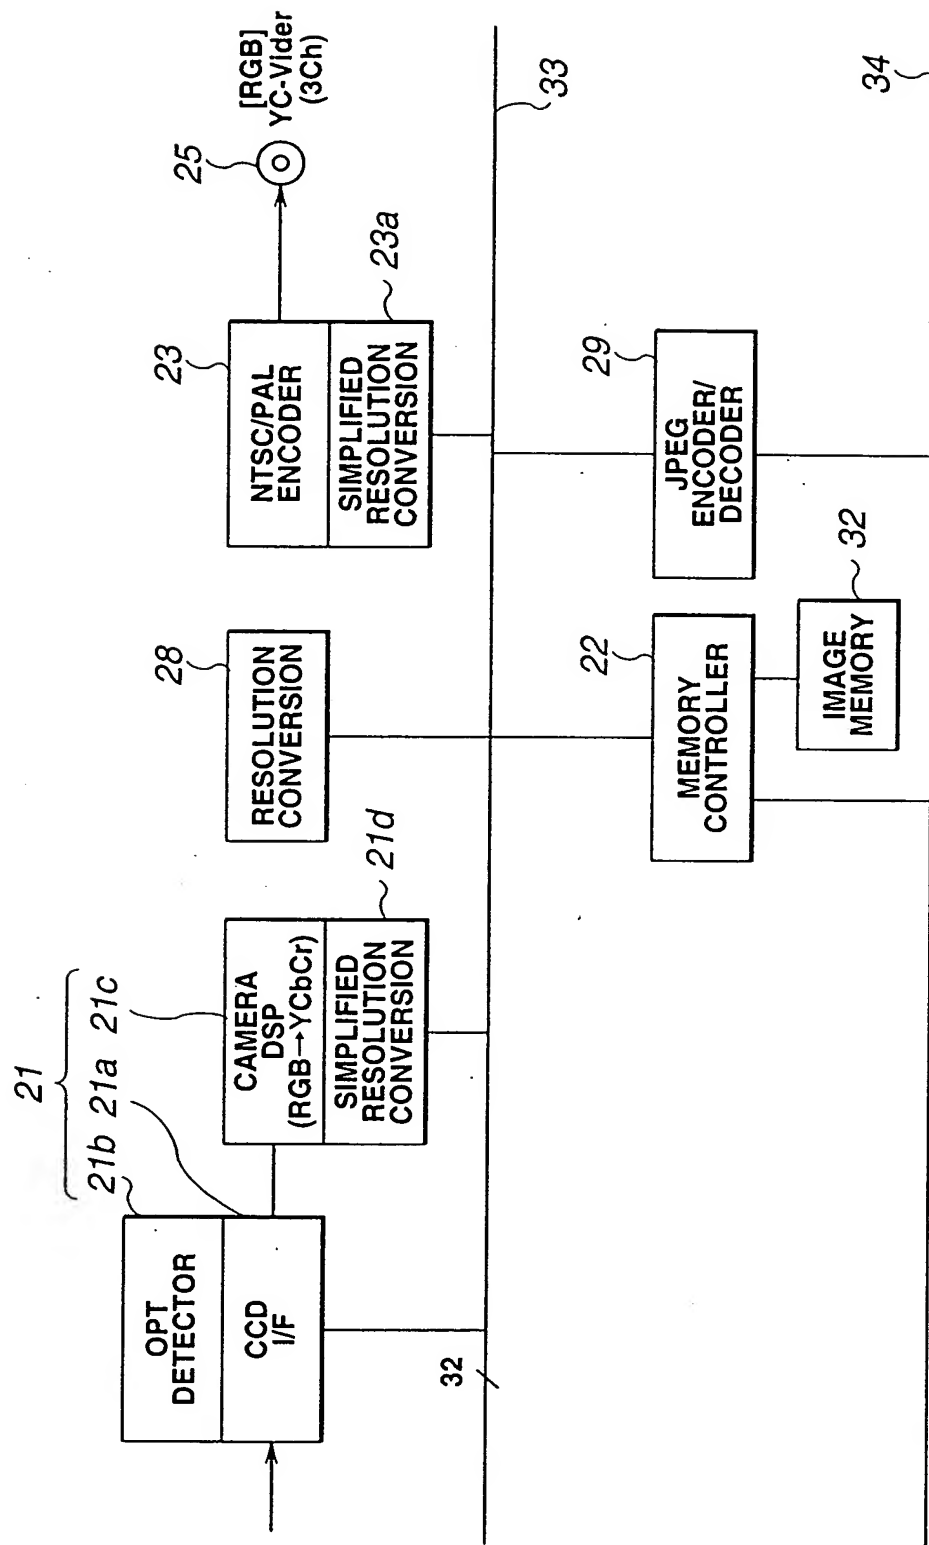 21
21b 21a 21c
OPT
DETECTOR
CCD
I/F
CAMERA
DSP
(RGB→YCbCr)
SIMPLIFIED
RESOLUTION
CONVERSION
21d
28
RESOLUTION
CONVERSION
23
NTSC/PAL
ENCODER
SIMPLIFIED
RESOLUTION
CONVERSION
23a
25
[RGB]
YC-Vider
(3Ch)
32
33
22
MEMORY
CONTROLLER
29
JPEG
ENCODER/
DECODER
32
IMAGE
MEMORY
34